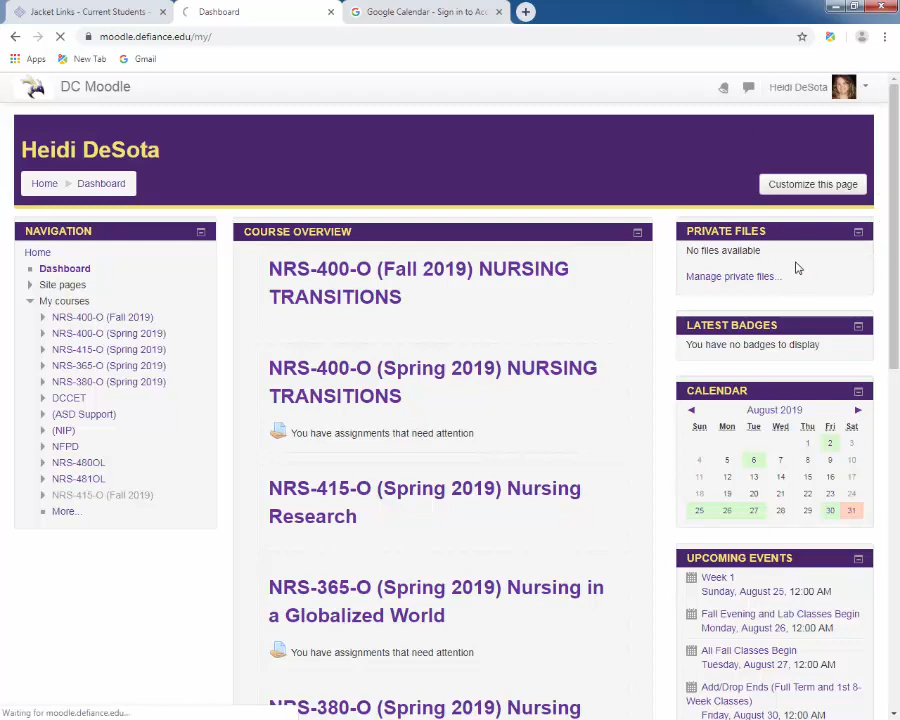 Jacket Links - Current Students -
Dashboard
Google Calendar - Sign in to Acc
moodle.defiance.edu/my/
Apps New Tab Gmail
DC Moodle
Heidi DeSota
Heidi DeSota
Home Dashboard
Customize this page
NAVIGATION
Home
Dashboard
Site pages
My courses
NRS-400-O (Fall 2019)
NRS-400-O (Spring 2019)
NRS-415-O (Spring 2019)
NRS-365-O (Spring 2019)
NRS-380-O (Spring 2019)
DCCET
(ASD Support)
(NIP)
NFPD
NRS-480OL
NRS-481OL
NRS-415-O (Fall 2019)
More...
COURSE OVERVIEW
NRS-400-O (Fall 2019) NURSING
TRANSITIONS
NRS-400-O (Spring 2019) NURSING
TRANSITIONS
You have assignments that need attention
NRS-415-O (Spring 2019) Nursing
Research
NRS-365-O (Spring 2019) Nursing in
a Globalized World
You have assignments that need attention
NRS-380-O (Spring 2019) Nursing
PRIVATE FILES
No files available
Manage private files...
LATEST BADGES
You have no badges to display
CALENDAR
August 2019
Sun Mon Tue Wed Thu Fri Sat
1 2 3
4 5 6 7 8 9 10
11 12 13 14 15 16 17
18 19 20 21 22 23 24
25 26 27 28 29 30 31
UPCOMING EVENTS
Week 1
Sunday, August 25, 12:00 AM
Fall Evening and Lab Classes Begin
Monday, August 26, 12:00 AM
All Fall Classes Begin
Tuesday, August 27, 12:00 AM
Add/Drop Ends (Full Term and 1st 8-
Week Classes)
Friday, August 30, 12:00 AM
Waiting for moodle.defiance.edu...